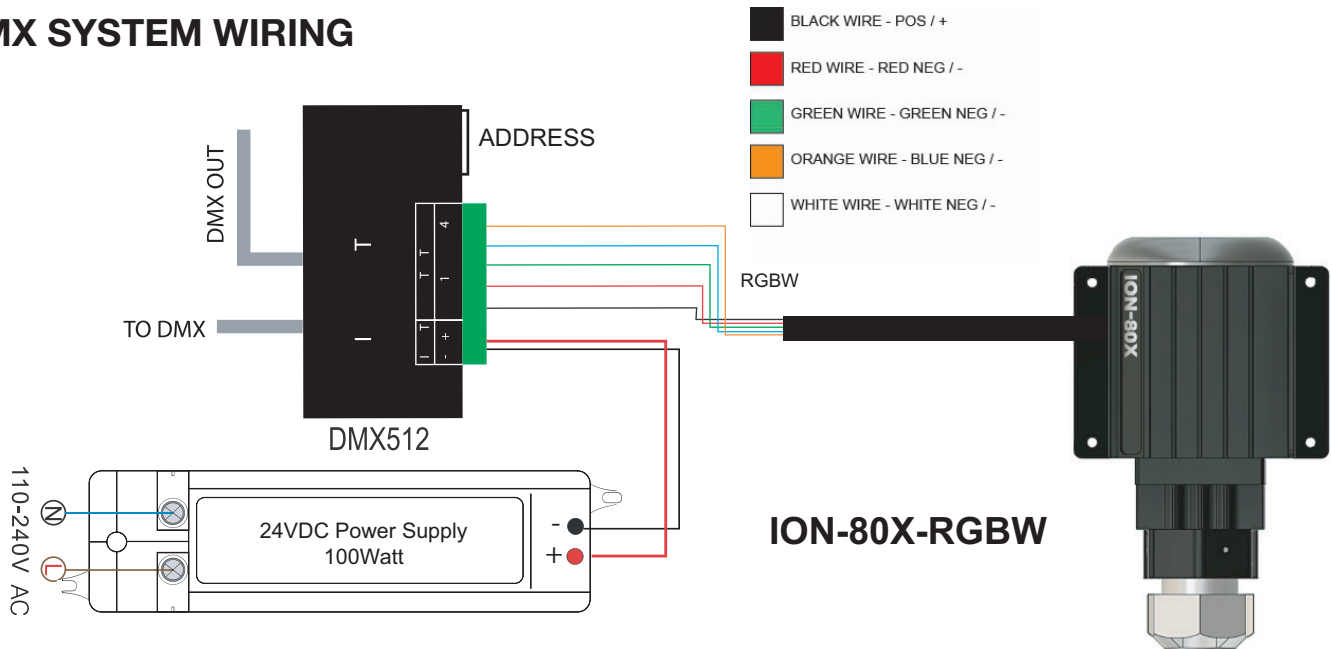 MX SYSTEM WIRING
BLACK WIRE - POS / +
RED WIRE - RED NEG / -
GREEN WIRE - GREEN NEG / -
ORANGE WIRE - BLUE NEG / -
WHITE WIRE - WHITE NEG / -
ADDRESS
DMX OUT
TO DMX
T
I
T T 4
T 1
I T
- +
RGBW
DMX512
ION-80X
ION-80X-RGBW
110-240V AC
N
L
24VDC Power Supply
100Watt
-
+